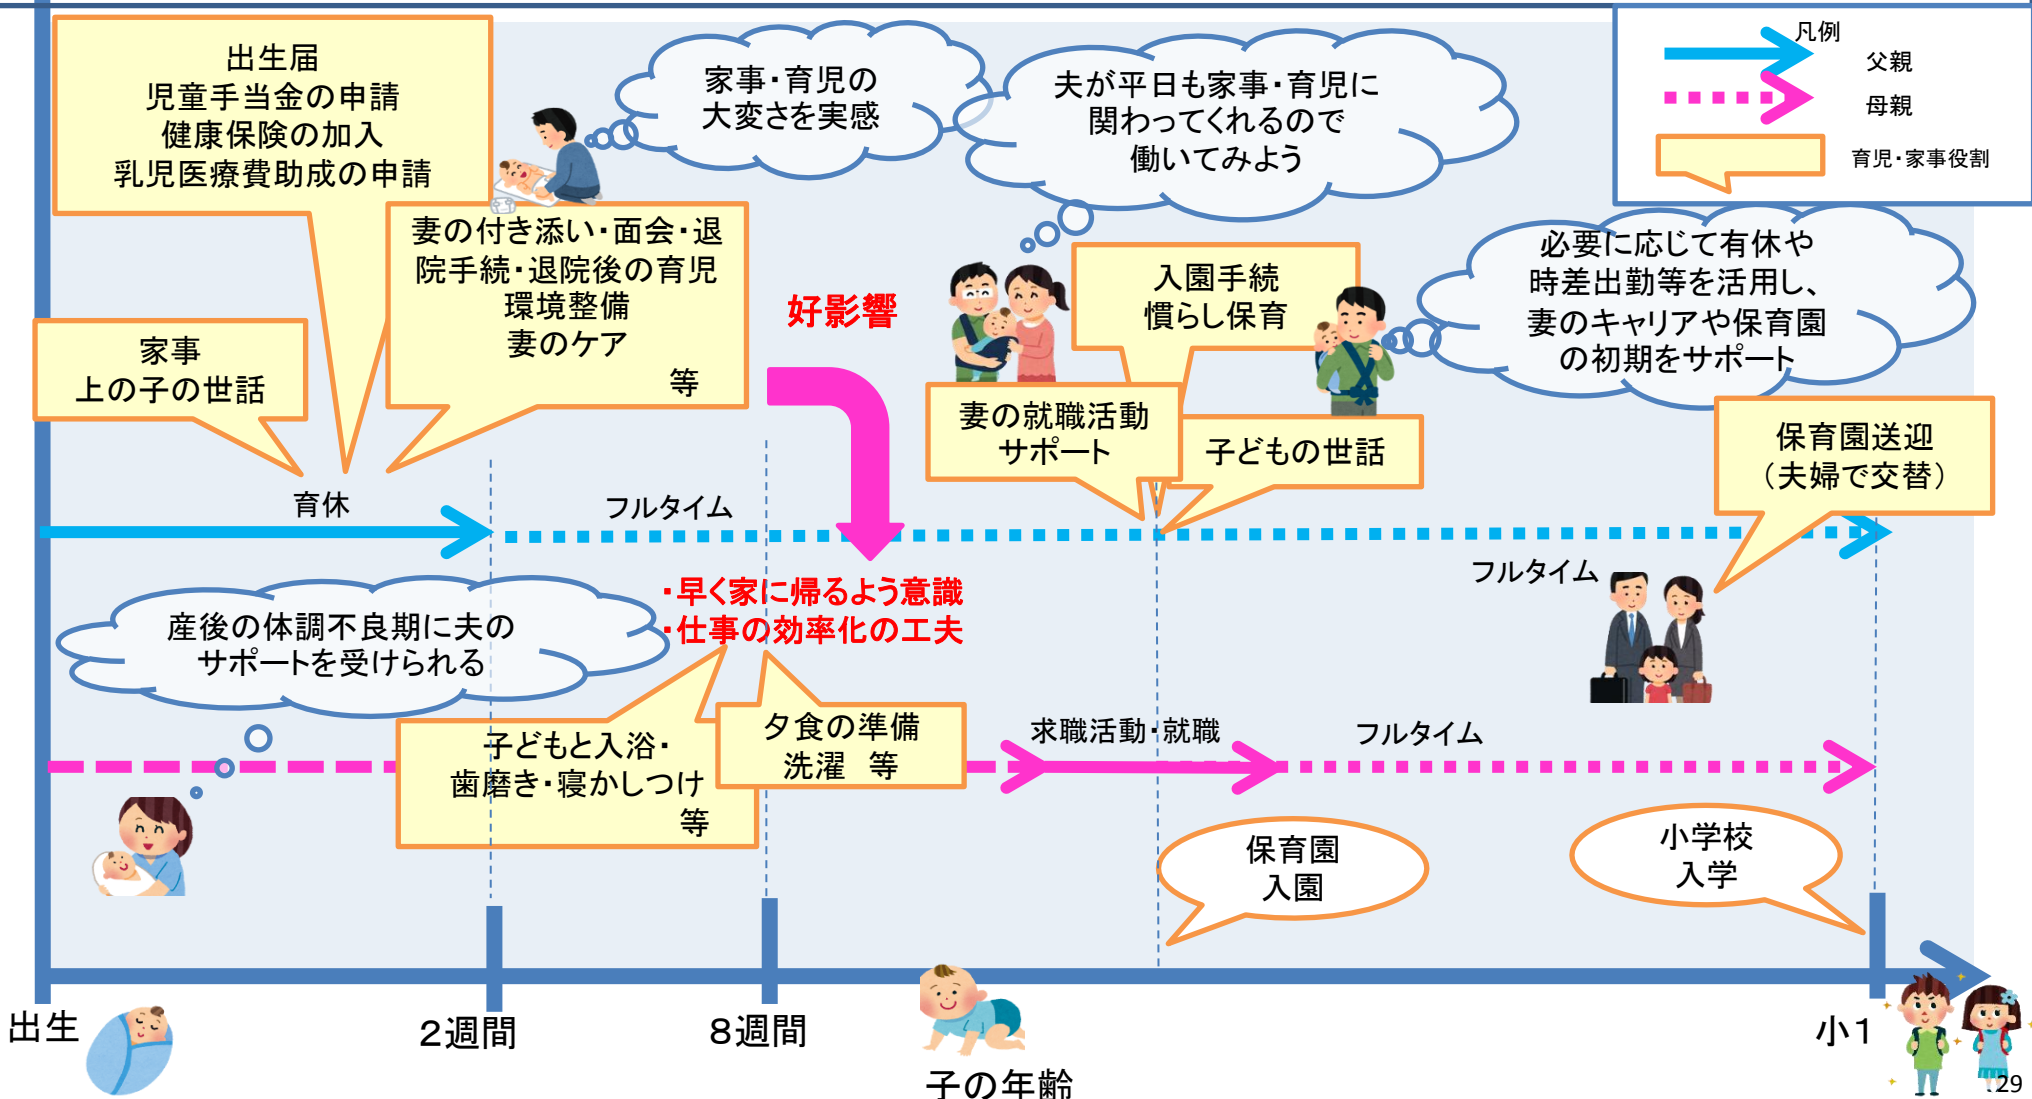 出生届
児童手当金の申請
健康保険の加入
乳児医療費助成の申請
家事・育児の
大変さを実感
夫が平日も家事・育児に
関わってくれるので
働いてみよう
凡例
父親
母親
育児・家事役割
妻の付き添い・面会・退
院手続・退院後の育児
環境整備
妻のケア
等
家事
上の子の世話
好影響
入園手続
慣らし保育
必要に応じて有休や
時差出勤等を活用し、
妻のキャリアや保育園
の初期をサポート
妻の就職活動
サポート
子どもの世話
保育園送迎
（夫婦で交替）
育休
フルタイム
フルタイム
・早く家に帰るよう意識
・仕事の効率化の工夫
産後の体調不良期に夫の
サポートを受けられる
子どもと入浴・
歯磨き・寝かしつけ
等
夕食の準備
洗濯　等
求職活動・就職
フルタイム
保育園
入園
小学校
入学
出生
２週間
８週間
小１
子の年齢
29